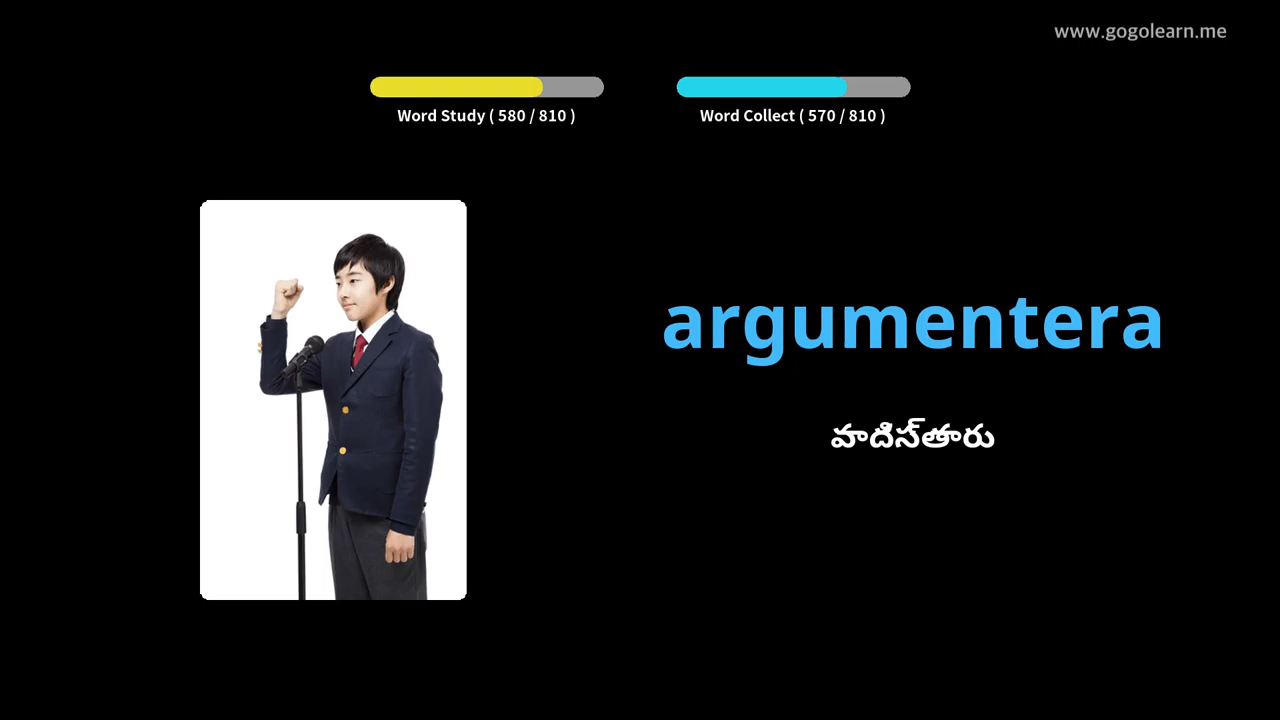 www.gogolearn.me
Word Study ( 580 / 810 )
Word Collect ( 570 / 810 )
argumentera
వాదిస్తారు